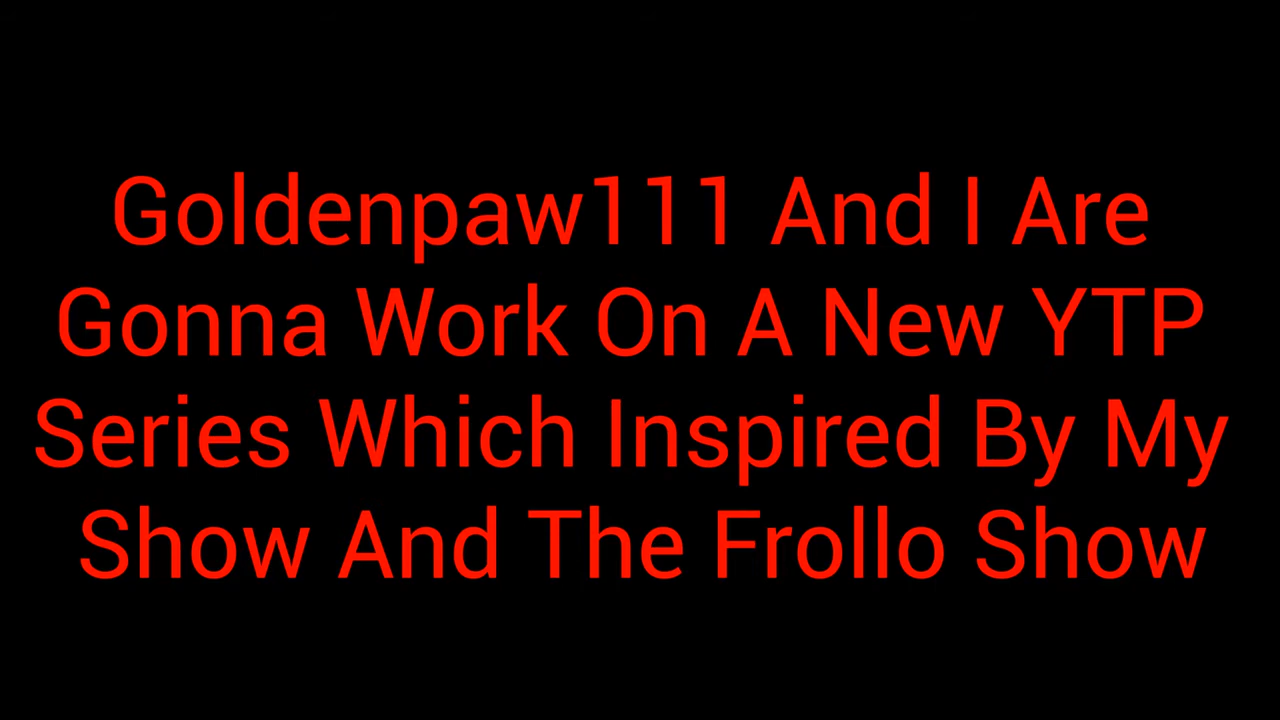 Goldenpaw111 And I Are
Gonna Work On A New YTP
Series Which Inspired By My
Show And The Frollo Show